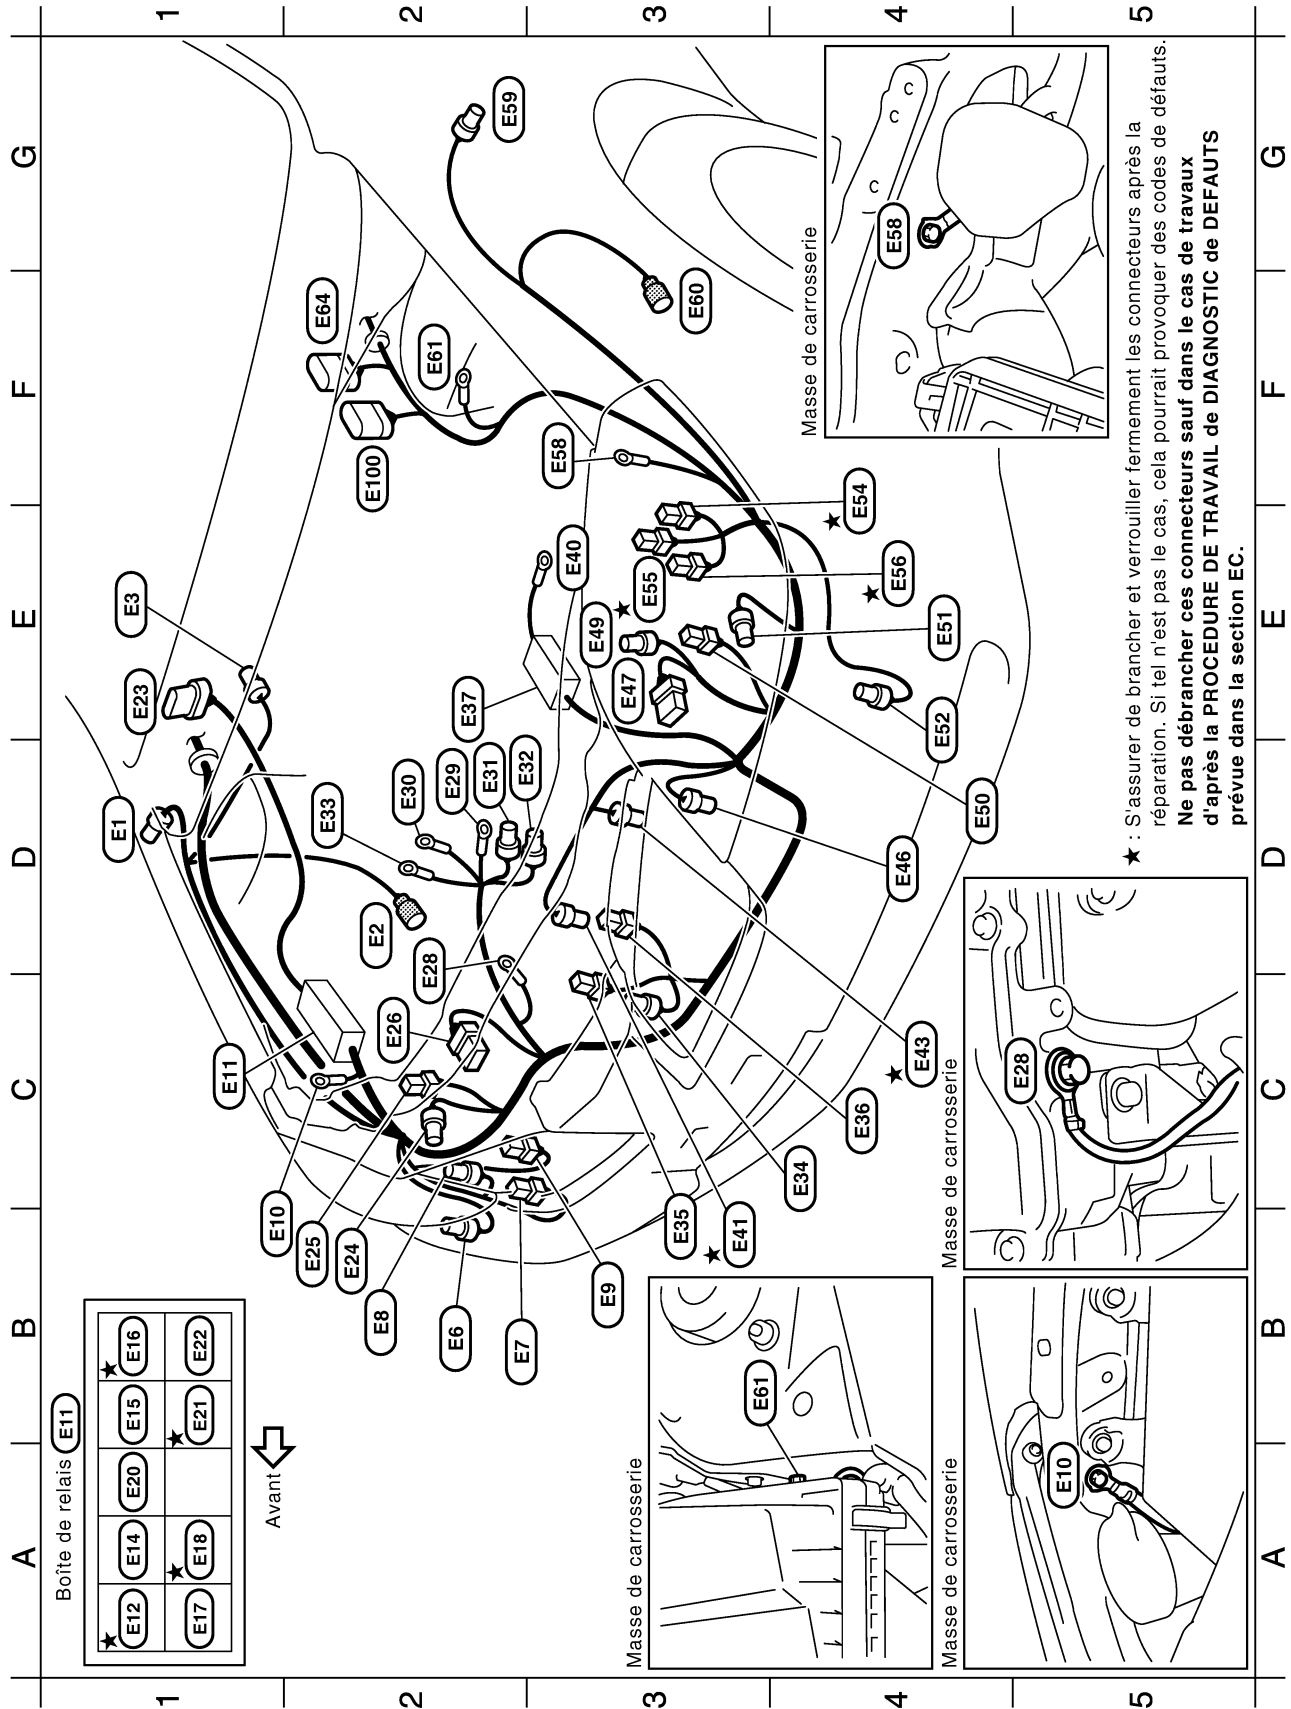 1 2 3 4 5
G
F
E
D
C
B
A
Boîte de relais E11
★E12 E14 E20 E15 ★E16
E17 ★E18 ★E21 E22
Avant
E1
E3
E23
E64
E61
E100
E59
E60
E58
E40
E54 ★
E55 ★
E56 ★
E49
E47
E51
E52
E50
E37
E33
E30
E29
E31
E32
E2
E28
E26
E11
E10
E25
E24
E8
E6
E7
E9
E46
★ E43
E36
E34
E35
★ E41
Masse de carrosserie
E58
Masse de carrosserie
E28
Masse de carrosserie
E61
Masse de carrosserie
E10
★ : S'assurer de brancher et verrouiller fermement les connecteurs après la
réparation. Si tel n'est pas le cas, cela pourrait provoquer des codes de défauts.
Ne pas débrancher ces connecteurs sauf dans le cas de travaux
d'après la PROCEDURE DE TRAVAIL de DIAGNOSTIC de DEFAUTS
prévue dans la section EC.
G
F
E
D
C
B
A
1 2 3 4 5